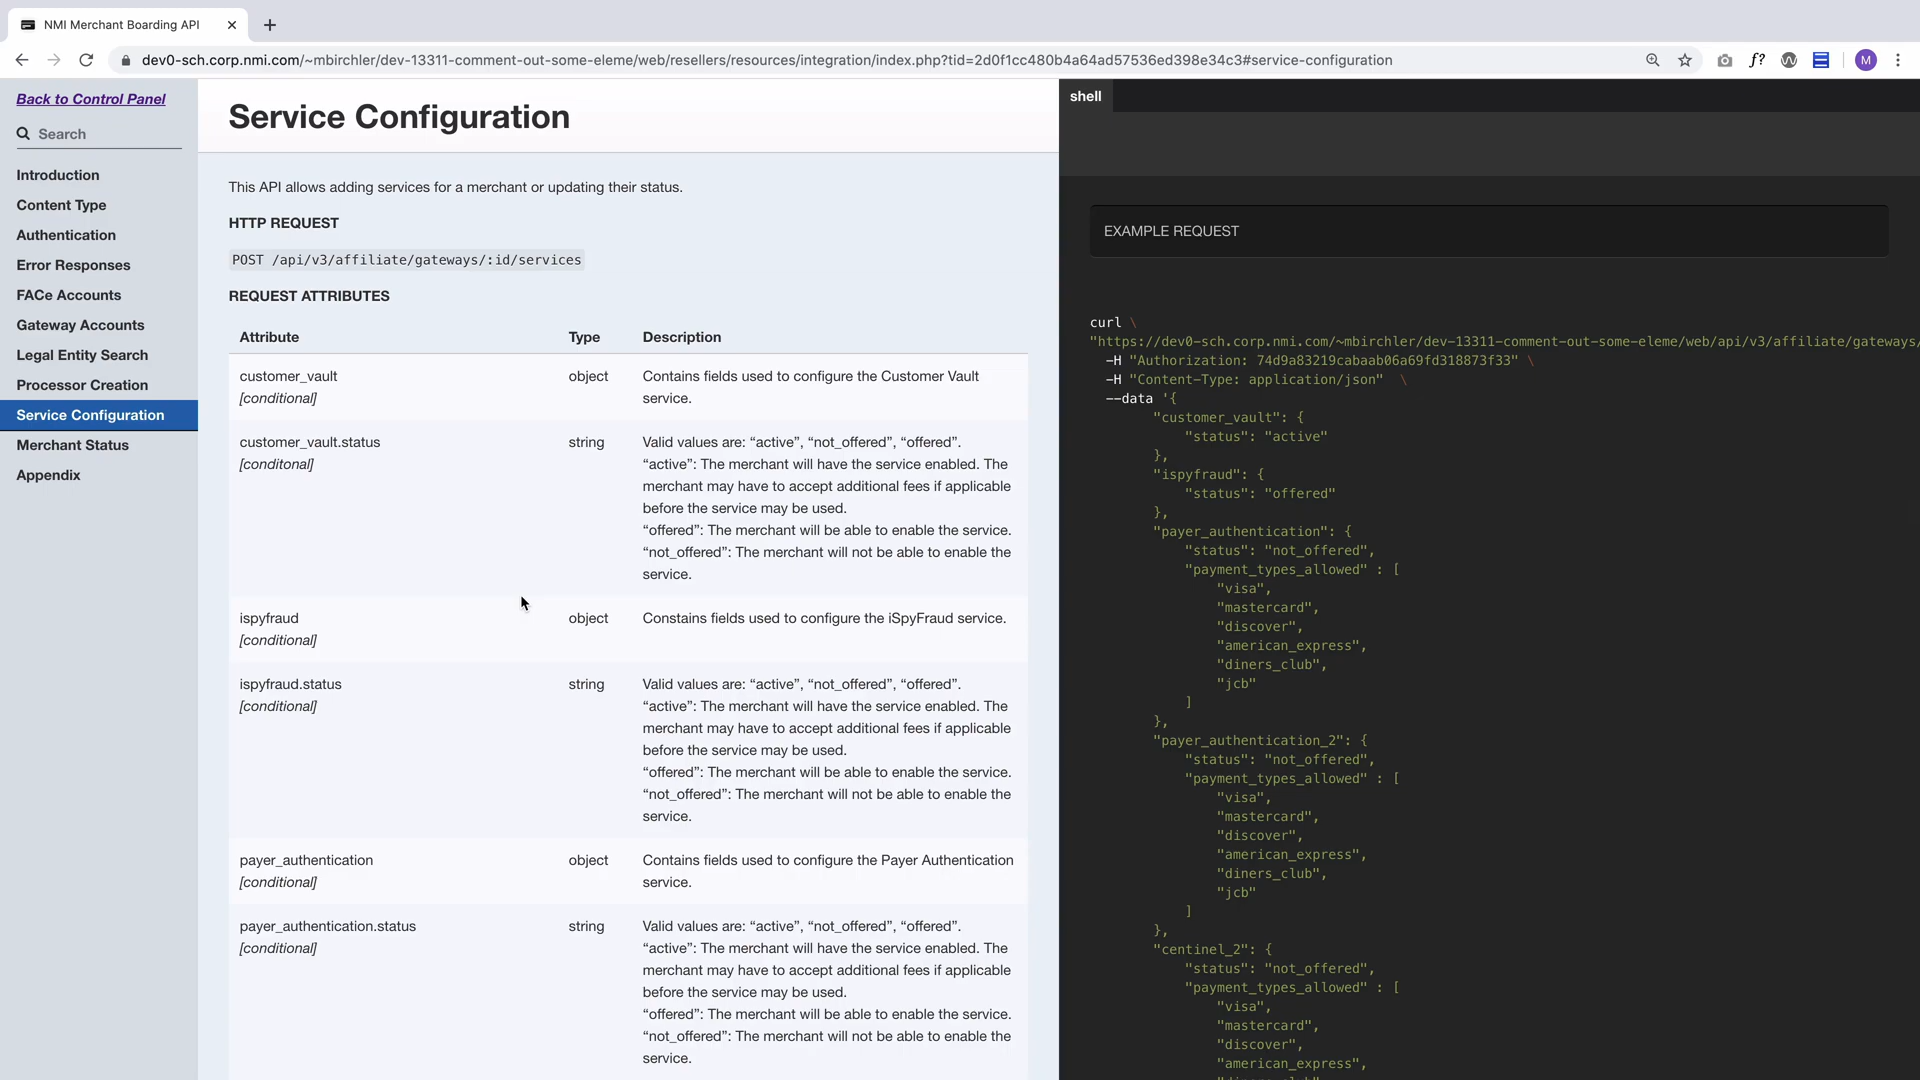 NMI Merchant Boarding API
dev0-sch.corp.nmi.com/~mbirchler/dev-13311-comment-out-some-eleme/web/resellers/resources/integration/index.php?tid=2d0f1cc480b4a64ad57536ed398e34c3#service-configuration
f?
M
Back to Control Panel
Search
Introduction
Content Type
Authentication
Error Responses
FACe Accounts
Gateway Accounts
Legal Entity Search
Processor Creation
Service Configuration
Merchant Status
Appendix
Service Configuration
This API allows adding services for a merchant or updating their status.
HTTP REQUEST
POST /api/v3/affiliate/gateways/:id/services
REQUEST ATTRIBUTES
Attribute Type Description
customer_vault object Contains fields used to configure the Customer Vault
[conditional] service.
customer_vault.status string Valid values are: “active”, “not_offered”, “offered”.
[conditonal] “active”: The merchant will have the service enabled. The
merchant may have to accept additional fees if applicable
before the service may be used.
“offered”: The merchant will be able to enable the service.
“not_offered”: The merchant will not be able to enable the
service.
ispyfraud object Constains fields used to configure the iSpyFraud service.
[conditional]
ispyfraud.status string Valid values are: “active”, “not_offered”, “offered”.
[conditional] “active”: The merchant will have the service enabled. The
merchant may have to accept additional fees if applicable
before the service may be used.
“offered”: The merchant will be able to enable the service.
“not_offered”: The merchant will not be able to enable the
service.
payer_authentication object Contains fields used to configure the Payer Authentication
[conditional] service.
payer_authentication.status string Valid values are: “active”, “not_offered”, “offered”.
[conditional] “active”: The merchant will have the service enabled. The
merchant may have to accept additional fees if applicable
before the service may be used.
“offered”: The merchant will be able to enable the service.
“not_offered”: The merchant will not be able to enable the
service.
shell
EXAMPLE REQUEST
curl \
"https://dev0-sch.corp.nmi.com/~mbirchler/dev-13311-comment-out-some-eleme/web/api/v3/affiliate/gateways/
-H "Authorization: 74d9a83219cabaab06a69fd318873f33" \
-H "Content-Type: application/json" \
--data '{
"customer_vault": {
"status": "active"
},
"ispyfraud": {
"status": "offered"
},
"payer_authentication": {
"status": "not_offered",
"payment_types_allowed" : [
"visa",
"mastercard",
"discover",
"american_express",
"diners_club",
"jcb"
]
},
"payer_authentication_2": {
"status": "not_offered",
"payment_types_allowed" : [
"visa",
"mastercard",
"discover",
"american_express",
"diners_club",
"jcb"
]
},
"centinel_2": {
"status": "not_offered",
"payment_types_allowed" : [
"visa",
"mastercard",
"discover",
"american_express",